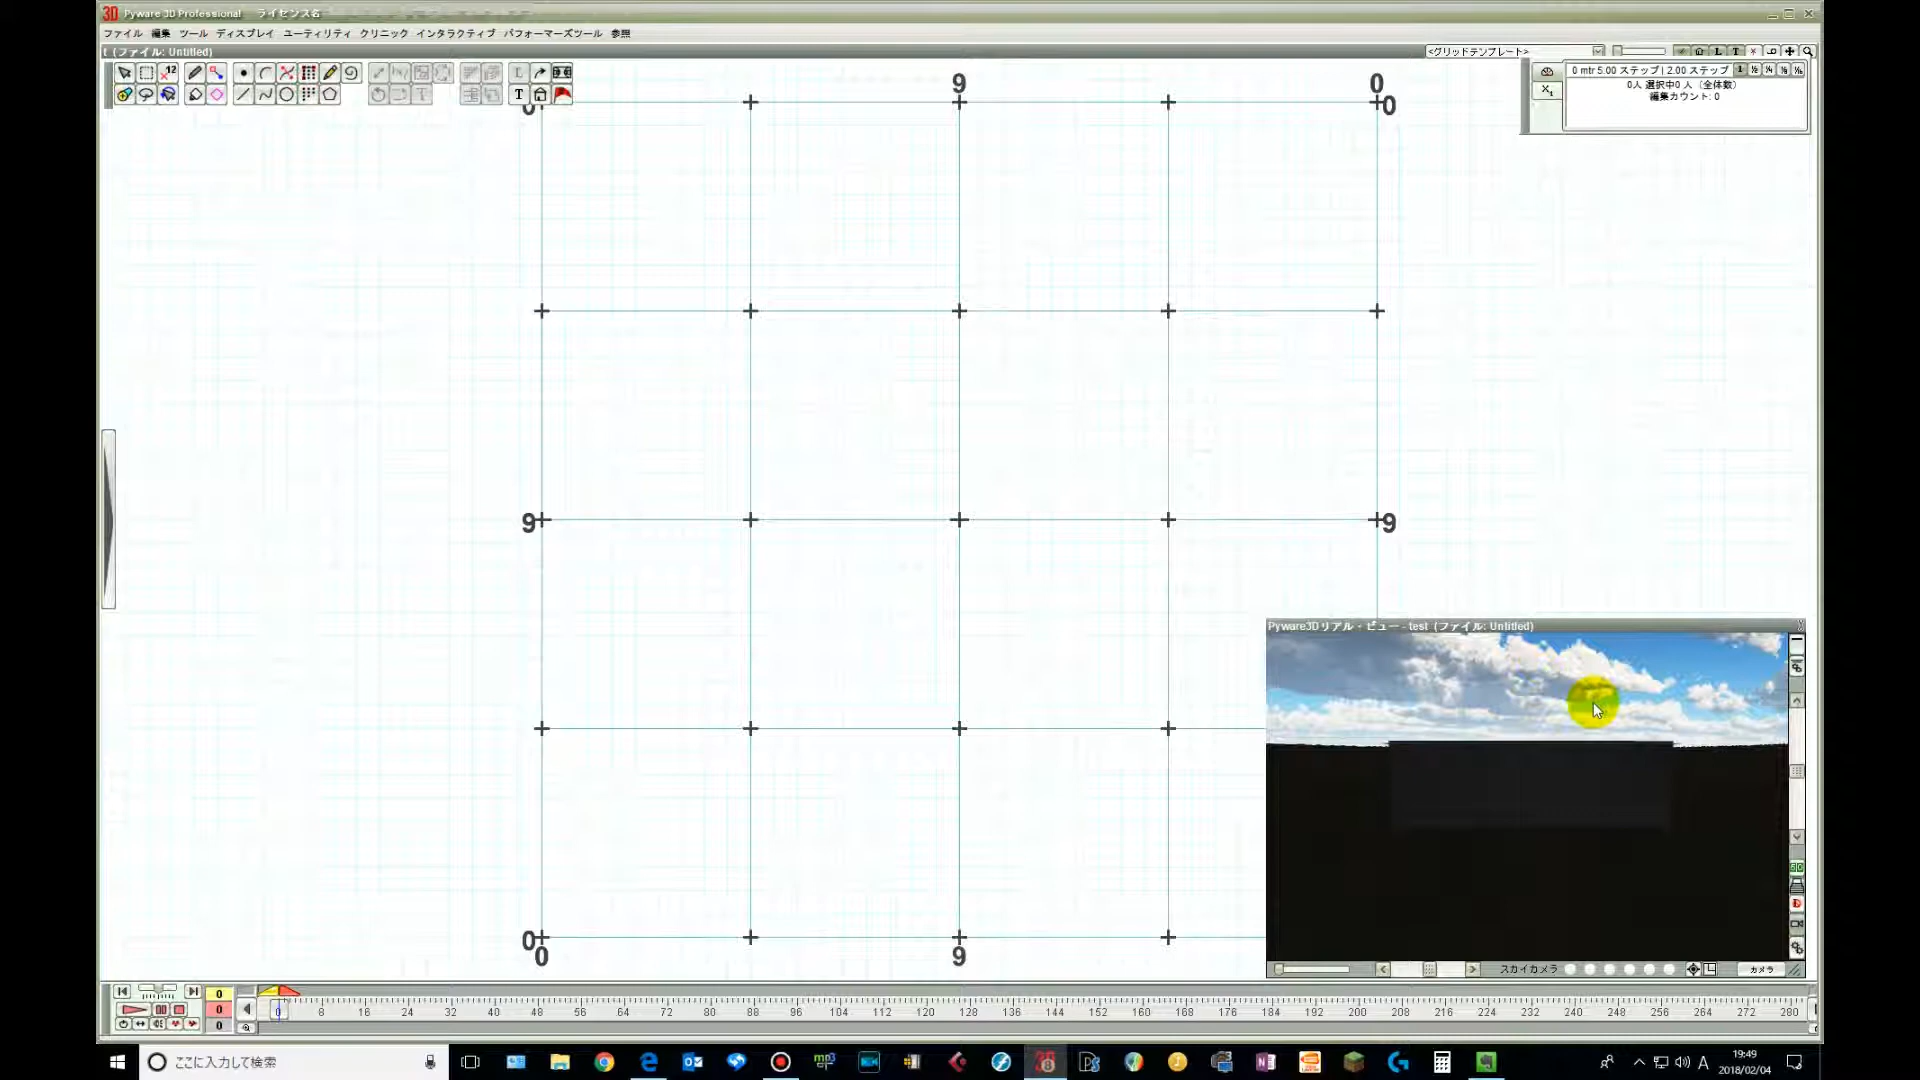 3D Pyware 3D Professional ライセンス名
ファイル 編集 ツール ディスプレイ ユーティリティ クリニック インタラクティブ パフォーマーズツール 参照
t (ファイル: Untitled)
<グリッドテンプレート>
0 mtr 5.00 ステップ | 2.00 ステップ
0人 選択中0 人 (全体数)
編集カウント: 0
9 0
0 0
9 9
0
0 9
Pyware3Dリアル・ビュー - test (ファイル: Untitled)
スカイカメラ カメラ
0
0
0
0 8 16 24 32 40 48 56 64 72 80 88 96 104 112 120 128 136 144 152 160 168 176 184 192 200 208 216 224 232 240 248 256 264 272 280
ここに入力して検索
A
19:49
2018/02/04